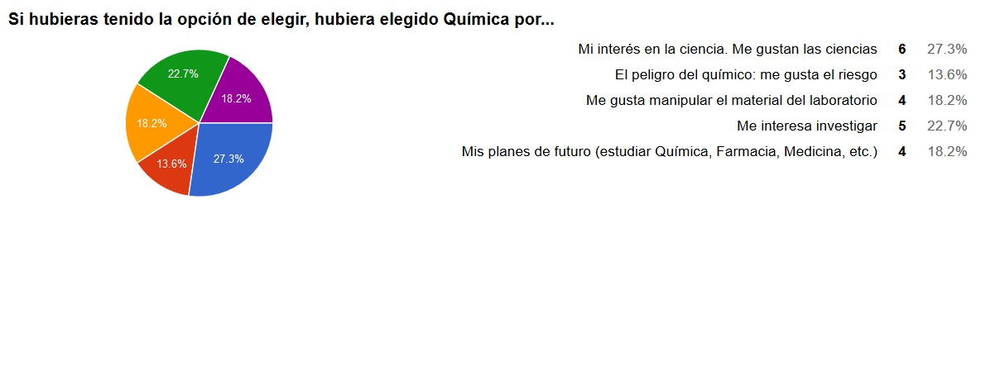 Si hubieras tenido la opción de elegir, hubiera elegido Química por...
22.7%
18.2%
18.2%
13.6%
27.3%
Mi interés en la ciencia. Me gustan las ciencias 6 27.3%
El peligro del químico: me gusta el riesgo 3 13.6%
Me gusta manipular el material del laboratorio 4 18.2%
Me interesa investigar 5 22.7%
Mis planes de futuro (estudiar Química, Farmacia, Medicina, etc.) 4 18.2%